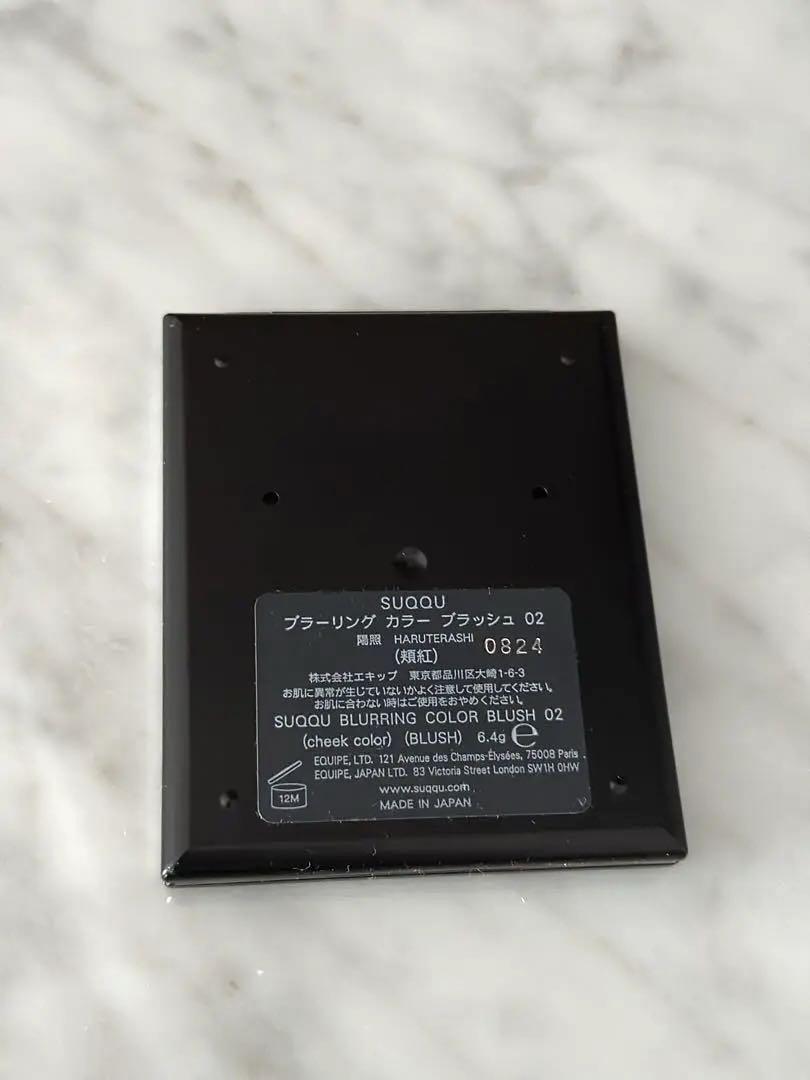 SUQQU
ブラーリング カラー ブラッシュ 02
陽照 HARUTERASHI 0824
(頬紅)
株式会社エキップ 東京都品川区大崎1-6-3
お肌に異常が生じていないかよく注意して使用してください。
お肌に合わない時はご使用をおやめください。
SUQQU BLURRING COLOR BLUSH 02
(cheek color) (BLUSH) 6.4g ℮
EQUIPE, LTD. 121 Avenue des Champs-Élysées, 75008 Paris
EQUIPE, JAPAN LTD. 83 Victoria Street London SW1H 0HW
12M
www.suqqu.com
MADE IN JAPAN